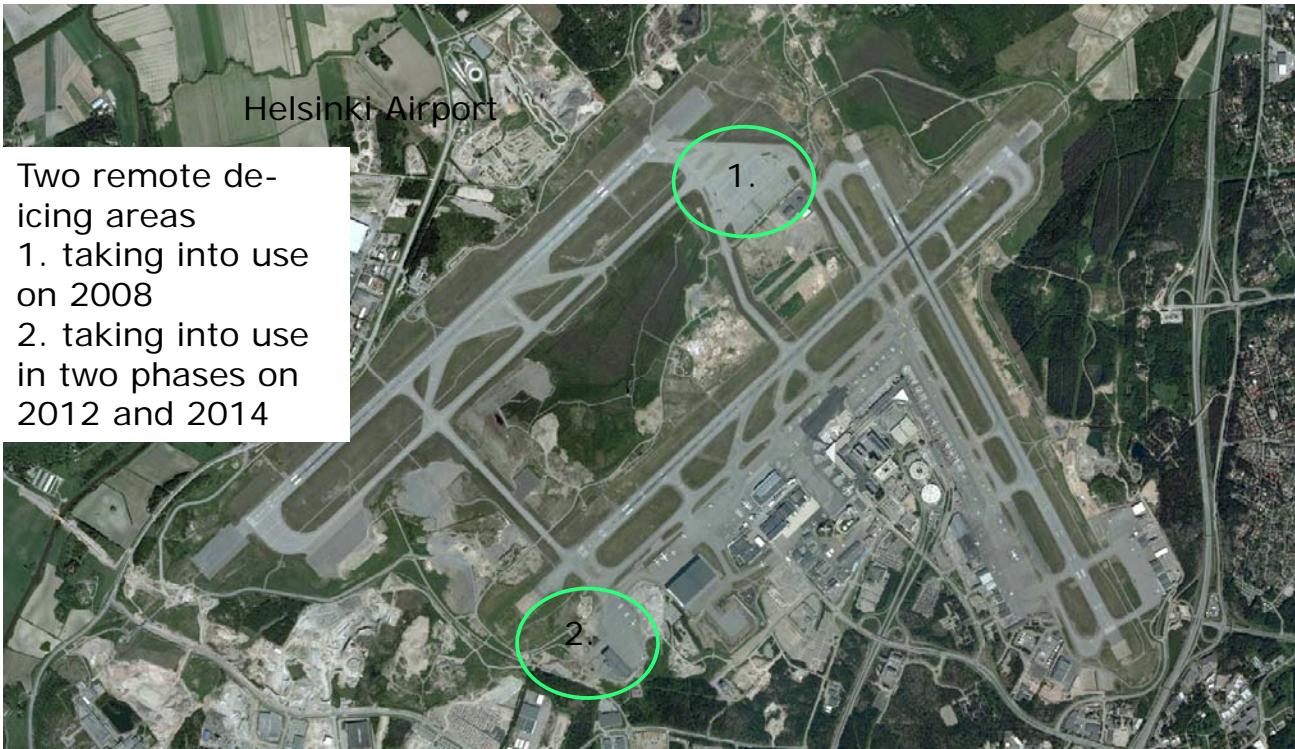 Helsinki Airport
Two remote de-
icing areas
1. taking into use
on 2008
2. taking into use
in two phases on
2012 and 2014
1.
2.